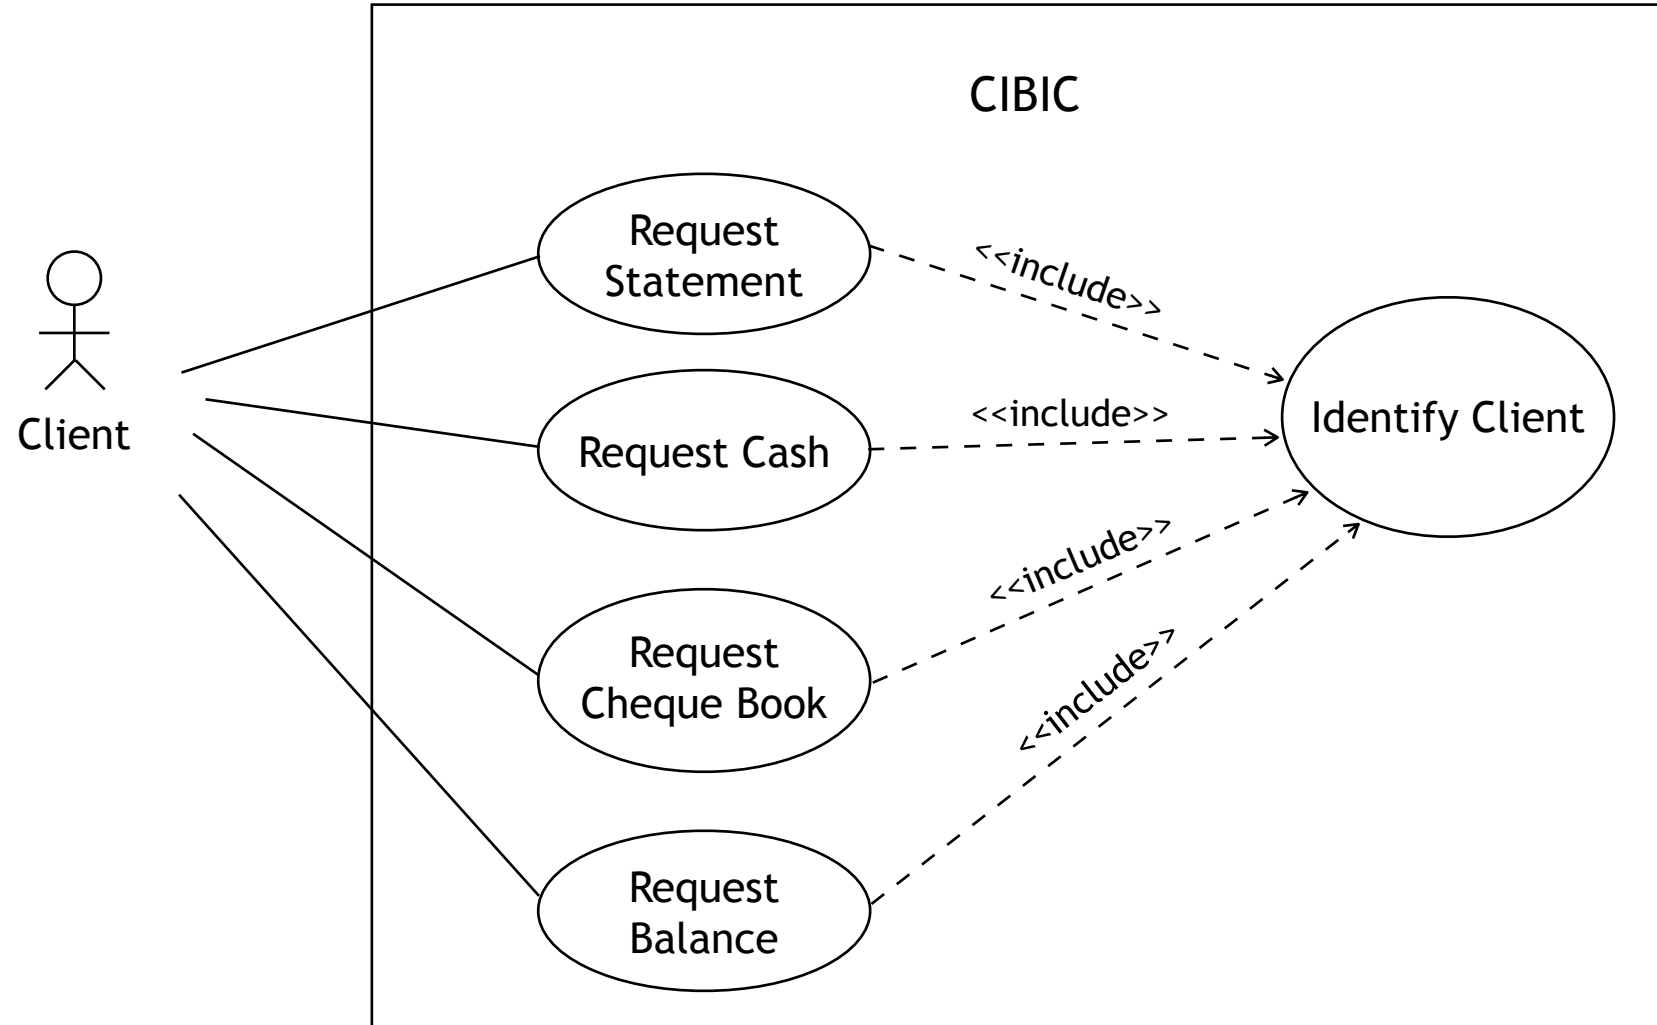 CIBIC
Request
Statement
<<include>>
Client
Request Cash
<<include>>
Identify Client
Request
Cheque Book
<<include>>
Request
Balance
<<include>>